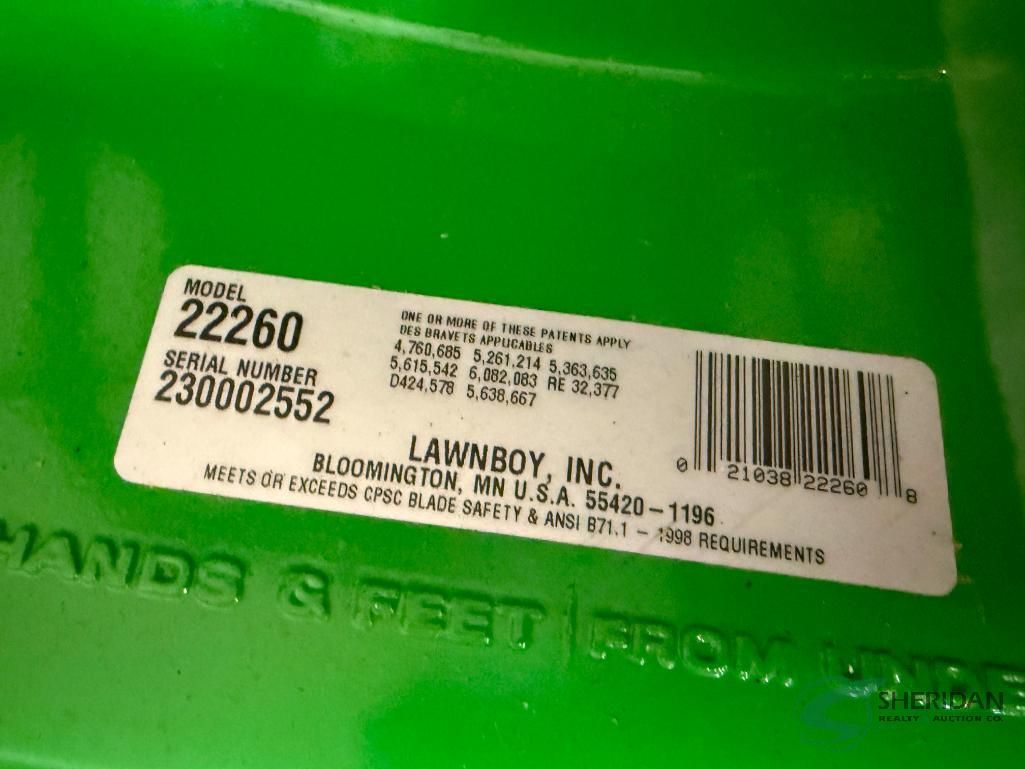 MODEL
22260
SERIAL NUMBER
230002552
ONE OR MORE OF THESE PATENTS APPLY
DES BRAVETS APPLICABLES
4,760,685 5,261,214 5,363,635
5,615,542 6,082,083 RE 32,377
D424,578 5,638,667
LAWNBOY, INC.
BLOOMINGTON, MN U.S.A. 55420-1196
MEETS OR EXCEEDS CPSC BLADE SAFETY & ANSI B71.1 - 1998 REQUIREMENTS
0 21038 22260 8
HANDS & FEET FROM UNDE
SHERIDAN
REALTY AUCTION CO.